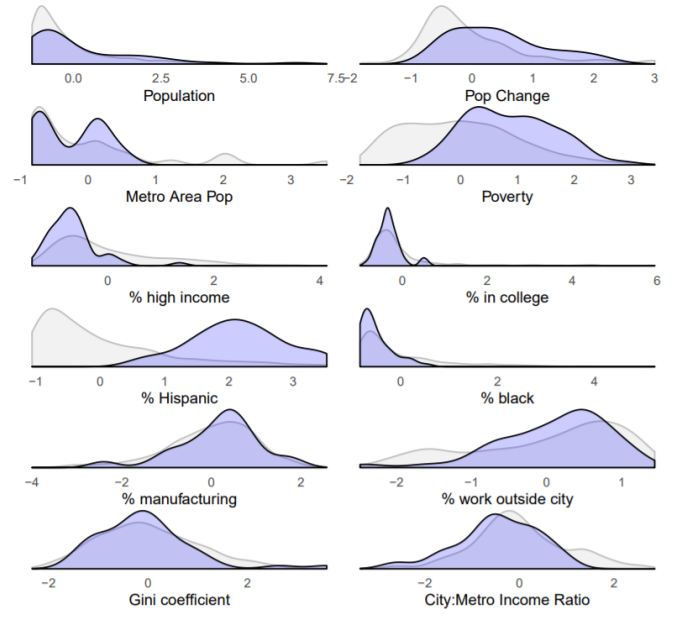 0.0 2.5 5.0 7.5 −2 −1 0 1 2 3
Population Pop Change
−1 0 1 2 3 −2 −1 0 1 2 3
Metro Area Pop Poverty
0 2 4 0 2 4 6
% high income % in college
−1 0 1 2 3 0 2 4
% Hispanic % black
−4 −2 0 2 −2 −1 0 1
% manufacturing % work outside city
−2 0 2 −2 0 2
Gini coefficient City:Metro Income Ratio